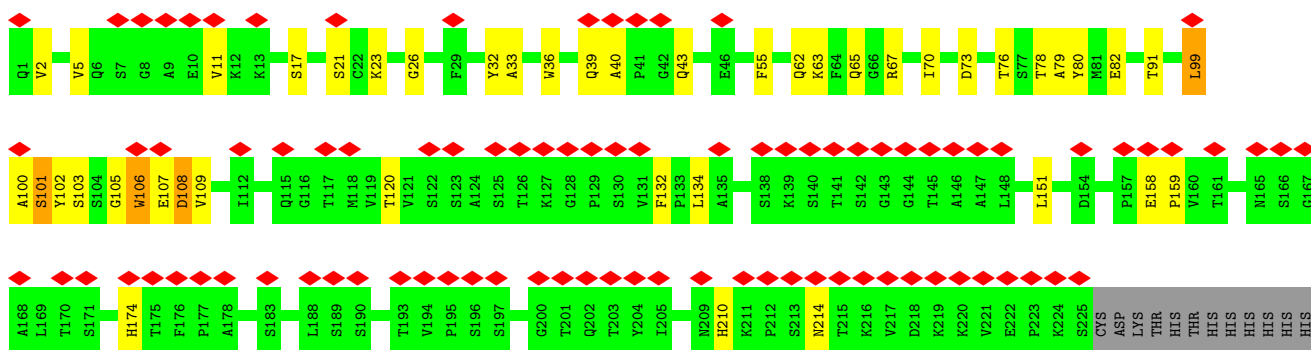 Q1 V2 V5 Q6 S7 G8 A9 E10 V11 K12 K13 S17 S21 C22 K23 G26 F29 Y32 A33 W36 Q39 A40 P41 G42 Q43 E46 F55 Q62 K63 F64 Q65 G66 R67 I70 D73 T76 S77 T78 A79 Y80 M81 E82 T91 L99
A100 S101 Y102 S103 S104 G105 W106 E107 D108 V109 I112 Q115 G116 T117 M118 V119 T120 V121 S122 S123 A124 S125 T126 K127 G128 P129 S130 V131 F132 P133 L134 A135 S138 K139 S140 T141 S142 G143 G144 T145 A146 A147 L148 L151 D154 P157 E158 P159 V160 T161 N165 S166 G167
A168 L169 T170 S171 H174 T175 F176 P177 A178 S183 L188 S189 S190 T193 V194 P195 S196 S197 G200 T201 Q202 T203 Y204 I205 N209 H210 K211 P212 S213 N214 T215 K216 V217 D218 K219 K220 V221 E222 P223 K224 S225 CYS ASP LYS THR HIS THR HIS HIS HIS HIS HIS HIS